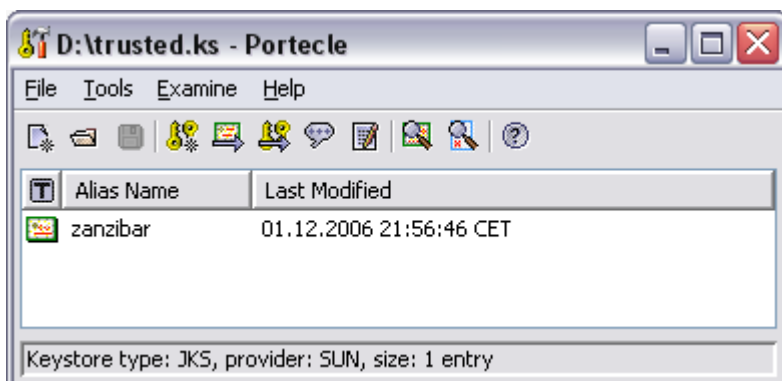 D:\trusted.ks - Portecle
File Tools Examine Help
T Alias Name Last Modified
zanzibar 01.12.2006 21:56:46 CET
Keystore type: JKS, provider: SUN, size: 1 entry